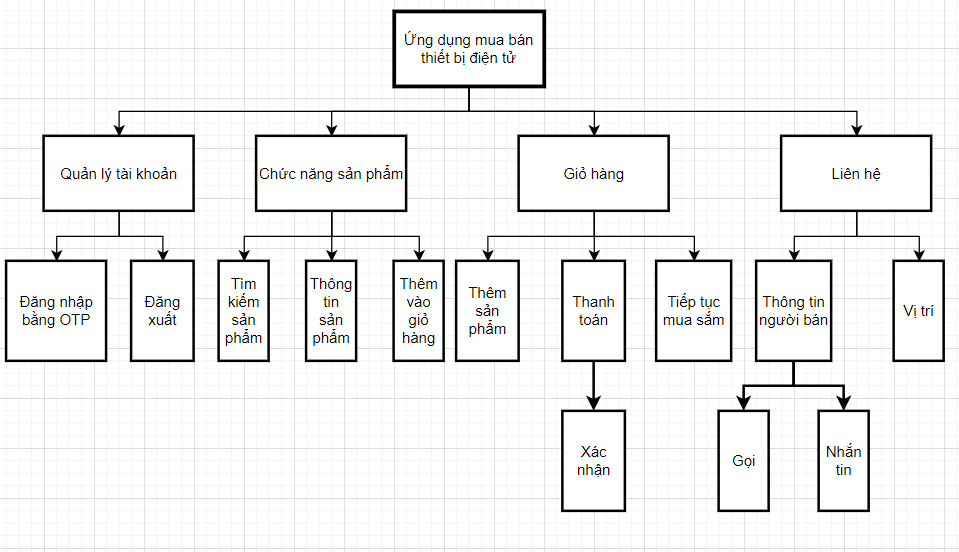 Ứng dụng mua bán
thiết bị điện tử
Quản lý tài khoản
Chức năng sản phẩm
Giỏ hàng
Liên hệ
Đăng nhập
bằng OTP
Đăng
xuất
Tìm
kiếm
sản
phẩm
Thông
tin
sản
phẩm
Thêm
vào
giỏ
hàng
Thêm
sản
phẩm
Thanh
toán
Tiếp tục
mua sắm
Thông tin
người bán
Vị trí
Xác
nhận
Gọi
Nhắn
tin